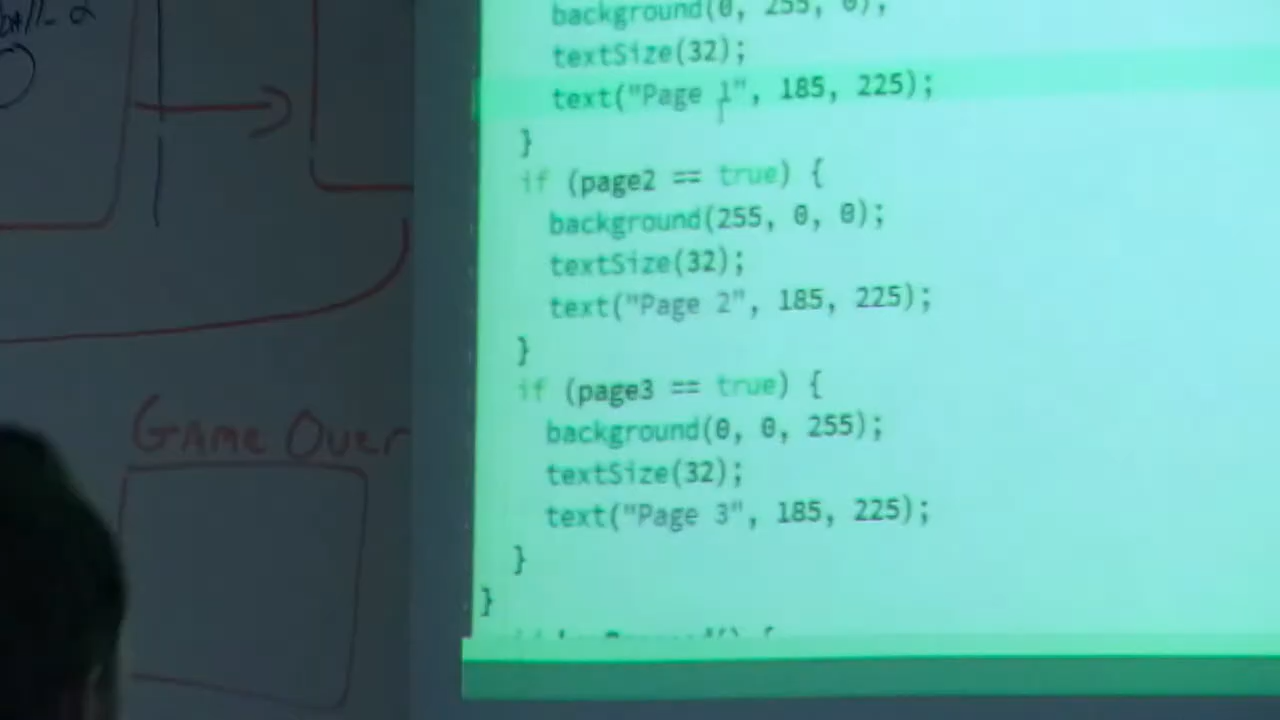 ball_a
background(0, 255, 0);
textSize(32);
text("Page 1", 185, 225);
}
if (page2 == true) {
background(255, 0, 0);
textSize(32);
text("Page 2", 185, 225);
}
if (page3 == true) {
background(0, 0, 255);
textSize(32);
text("Page 3", 185, 225);
}
}
Game Over